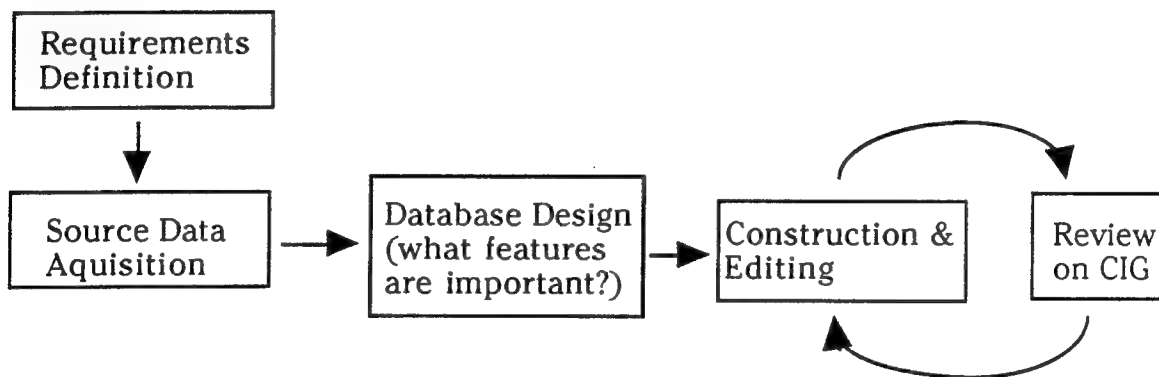 Requirements
Definition
Source Data
Aquisition
Database Design
(what features
are important?)
Construction &
Editing
Review
on CIG